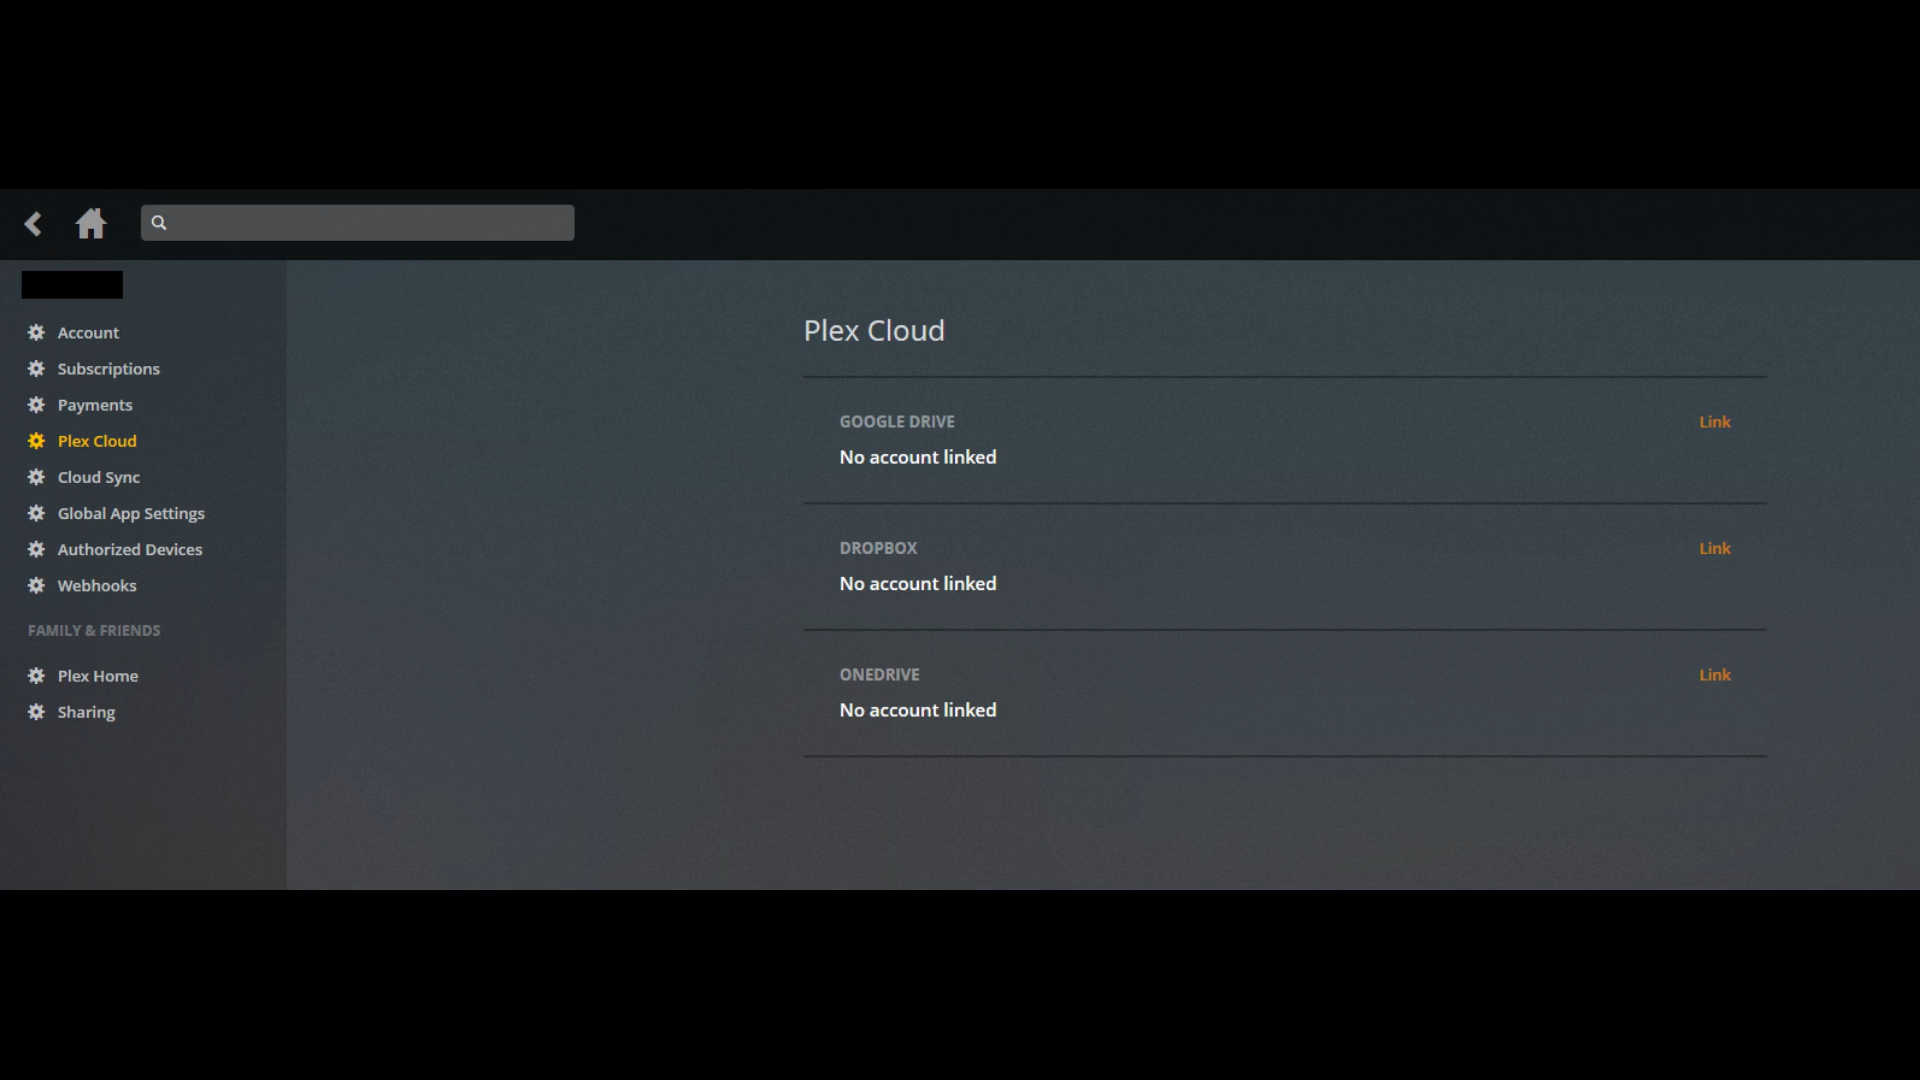 Account
Subscriptions
Payments
Plex Cloud
Cloud Sync
Global App Settings
Authorized Devices
Webhooks
FAMILY & FRIENDS
Plex Home
Sharing
Plex Cloud
GOOGLE DRIVE
Link
No account linked
DROPBOX
Link
No account linked
ONEDRIVE
Link
No account linked